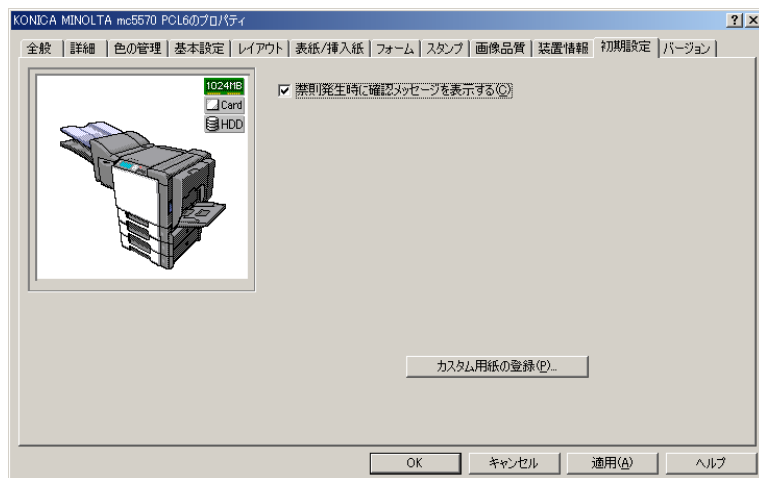 KONICA MINOLTA mc5570 PCL6のプロパティ
全般 詳細 色の管理 基本設定 レイアウト 表紙/挿入紙 フォーム スタンプ 画像品質 装置情報 初期設定 バージョン
1024MB
Card
HDD
禁則発生時に確認メッセージを表示する(C)
カスタム用紙の登録(P)...
OK キャンセル 適用(A) ヘルプ